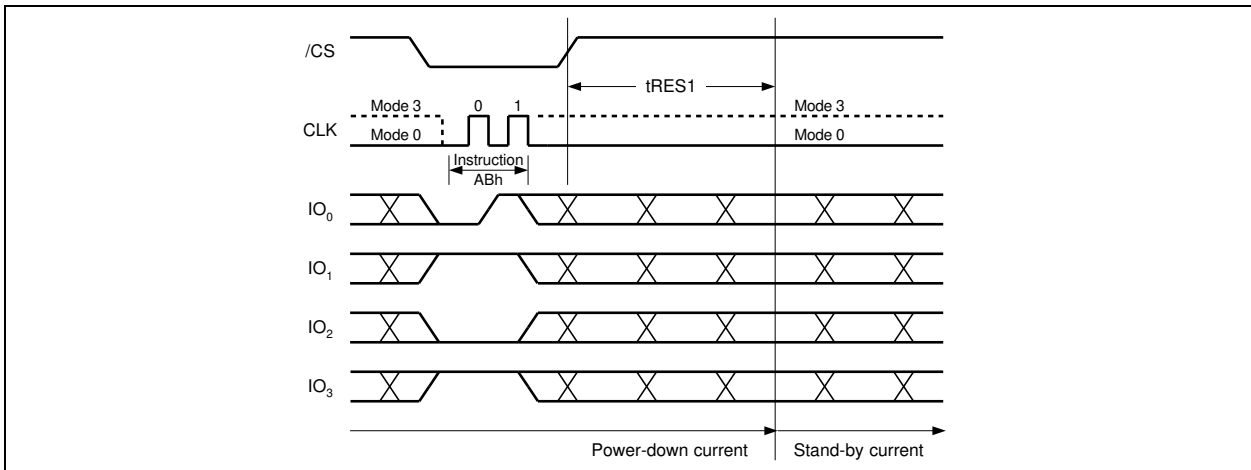 /CS
tRES1
Mode 3 0 1 Mode 3
CLK
Mode 0 Mode 0
Instruction
ABh
IO0
IO1
IO2
IO3
Power-down current Stand-by current